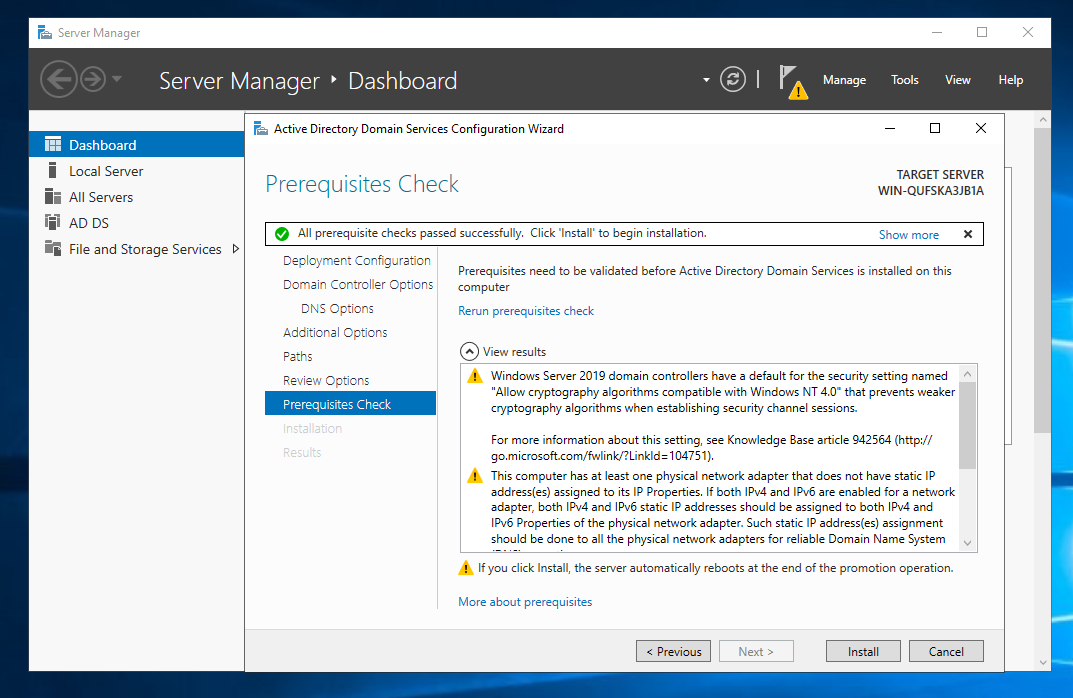 Server Manager
Server Manager ‣ Dashboard
Manage
Tools
View
Help
Dashboard
Local Server
All Servers
AD DS
File and Storage Services
Active Directory Domain Services Configuration Wizard
Prerequisites Check
TARGET SERVER
WIN-QUFSKA3JB1A
All prerequisite checks passed successfully.  Click 'Install' to begin installation.
Show more
Deployment Configuration
Domain Controller Options
DNS Options
Additional Options
Paths
Review Options
Prerequisites Check
Installation
Results
Prerequisites need to be validated before Active Directory Domain Services is installed on this
computer
Rerun prerequisites check
View results
Windows Server 2019 domain controllers have a default for the security setting named
"Allow cryptography algorithms compatible with Windows NT 4.0" that prevents weaker
cryptography algorithms when establishing security channel sessions.
For more information about this setting, see Knowledge Base article 942564 (http://
go.microsoft.com/fwlink/?LinkId=104751).
This computer has at least one physical network adapter that does not have static IP
address(es) assigned to its IP Properties. If both IPv4 and IPv6 are enabled for a network
adapter, both IPv4 and IPv6 static IP addresses should be assigned to both IPv4 and
IPv6 Properties of the physical network adapter. Such static IP address(es) assignment
should be done to all the physical network adapters for reliable Domain Name System
If you click Install, the server automatically reboots at the end of the promotion operation.
More about prerequisites
< Previous
Next >
Install
Cancel